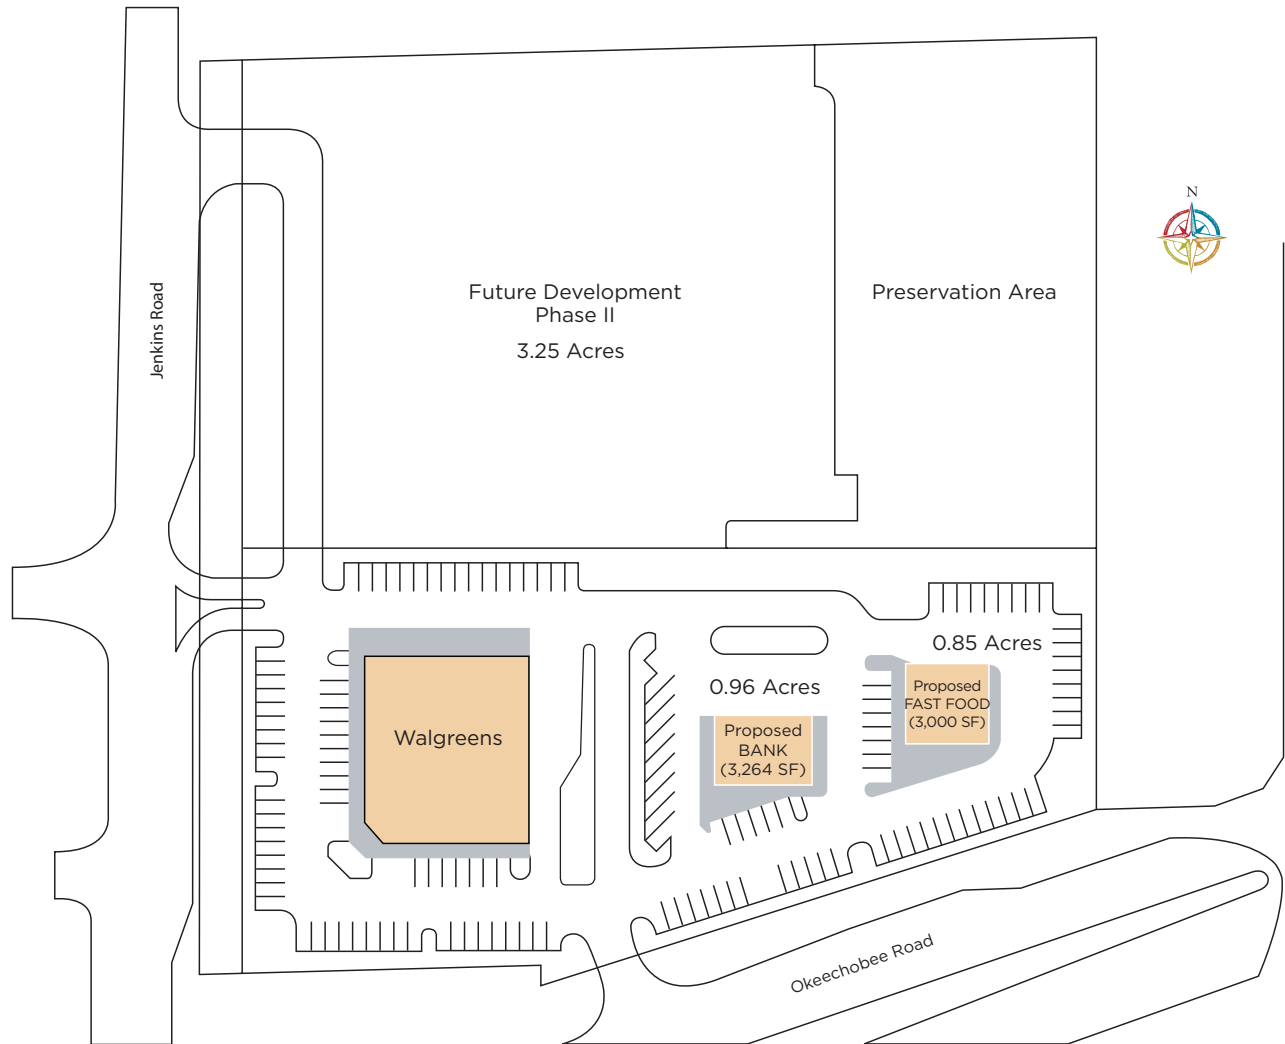 N
Future Development
Phase II
3.25 Acres
Preservation Area
Jenkins Road
0.85 Acres
0.96 Acres
Proposed
FAST FOOD
(3,000 SF)
Walgreens
Proposed
BANK
(3,264 SF)
Okeechobee Road